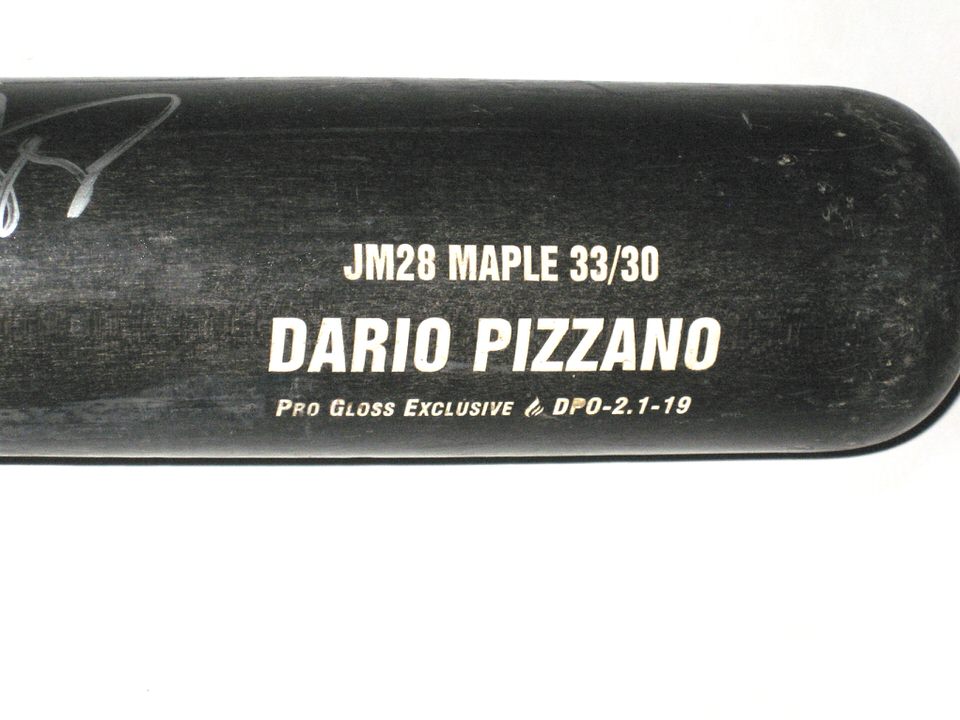 JM28 MAPLE 33/30
DARIO PIZZANO
PRO GLOSS EXCLUSIVE DPO-2.1-19